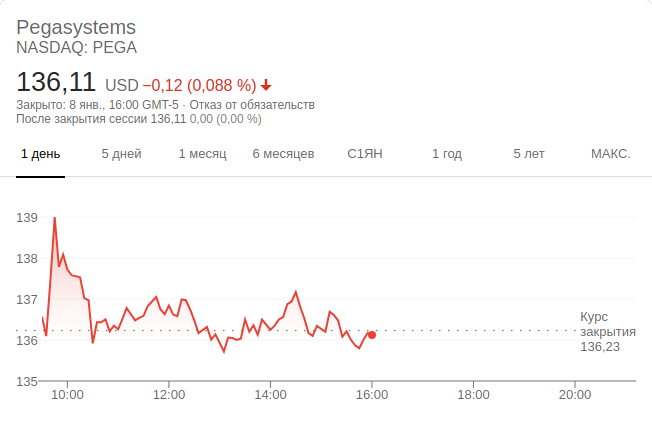 Pegasystems
NASDAQ: PEGA
136,11 USD −0,12 (0,088 %)
Закрыто: 8 янв., 16:00 GMT-5 · Отказ от обязательств
После закрытия сессии 136,11 0,00 (0,00 %)
1 день 5 дней 1 месяц 6 месяцев С1ЯН 1 год 5 лет МАКС.
139
138
137
Курс
закрытия
136,23
136
135
10:00 12:00 14:00 16:00 18:00 20:00